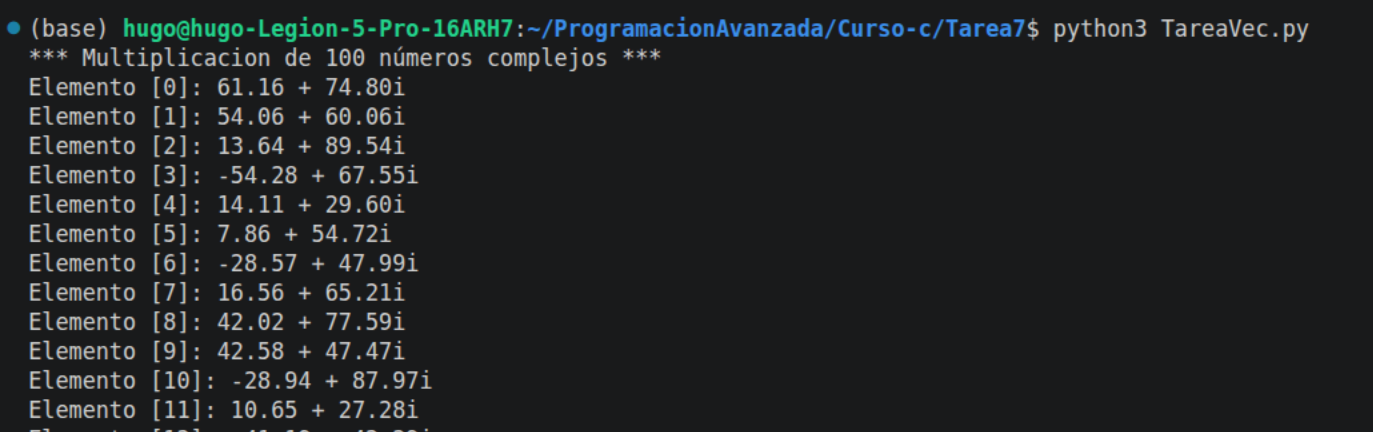 (base) hugo@hugo-Legion-5-Pro-16ARH7:~/ProgramacionAvanzada/Curso-c/Tarea7$ python3 TareaVec.py
*** Multiplicacion de 100 números complejos ***
Elemento [0]: 61.16 + 74.80i
Elemento [1]: 54.06 + 60.06i
Elemento [2]: 13.64 + 89.54i
Elemento [3]: -54.28 + 67.55i
Elemento [4]: 14.11 + 29.60i
Elemento [5]: 7.86 + 54.72i
Elemento [6]: -28.57 + 47.99i
Elemento [7]: 16.56 + 65.21i
Elemento [8]: 42.02 + 77.59i
Elemento [9]: 42.58 + 47.47i
Elemento [10]: -28.94 + 87.97i
Elemento [11]: 10.65 + 27.28i